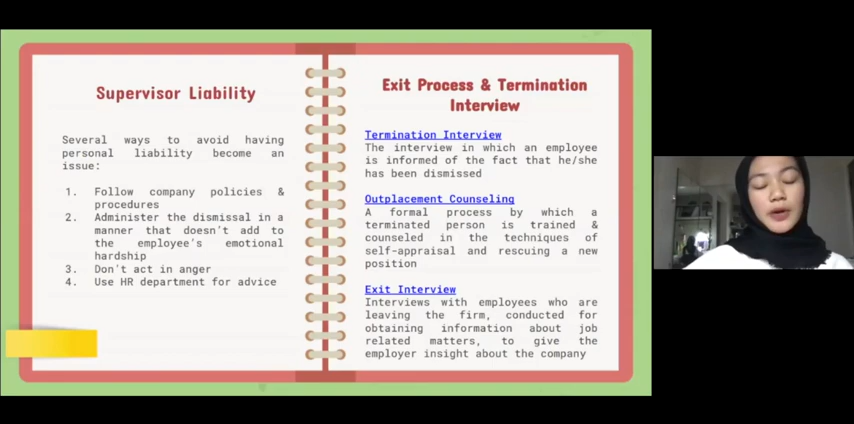 Supervisor Liability
Several ways to avoid having
personal liability become an
issue:
1. Follow company policies &
procedures
2. Administer the dismissal in a
manner that doesn't add to
the employee's emotional
hardship
3. Don't act in anger
4. Use HR department for advice
Exit Process & Termination
Interview
Termination Interview
The interview in which an employee
is informed of the fact that he/she
has been dismissed
Outplacement Counseling
A formal process by which a
terminated person is trained &
counseled in the techniques of
self-appraisal and rescuing a new
position
Exit Interview
Interviews with employees who are
leaving the firm, conducted for
obtaining information about job
related matters, to give the
employer insight about the company